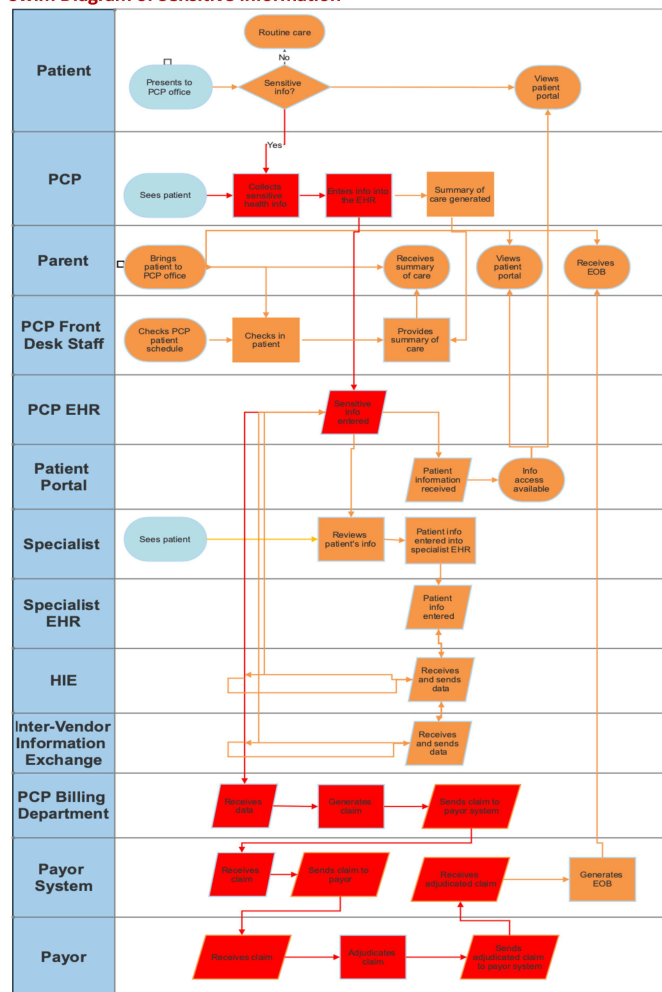 Swim Diagram of Sensitive Information
Routine care
No
Patient
Presents to
PCP office
Sensitive
info?
Views
patient
portal
Yes
PCP
Sees patient
Collects
sensitive
health info
Enters info into
the EHR
Summary of
care generated
Parent
Brings
patient to
PCP office
Receives
summary
of care
Views
patient
portal
Receives
EOB
PCP Front
Desk Staff
Checks PCP
patient
schedule
Checks in
patient
Provides
summary of
care
PCP EHR
Sensitive
info
entered
Patient
Portal
Patient
information
received
Info
access
available
Specialist
Sees patient
Reviews
patient's info
Patient info
entered into
specialist EHR
Specialist
EHR
Patient
info
entered
HIE
Receives
and sends
data
Inter-Vendor
Information
Exchange
Receives
and sends
data
PCP Billing
Department
Receives
data
Generates
claim
Sends claim to
payor system
Payor
System
Receives
claim
Sends claim to
payor
Receives
adjudicated claim
Generates
EOB
Payor
Receives claim
Adjudicates
claim
Sends
adjudicated claim
to payor system